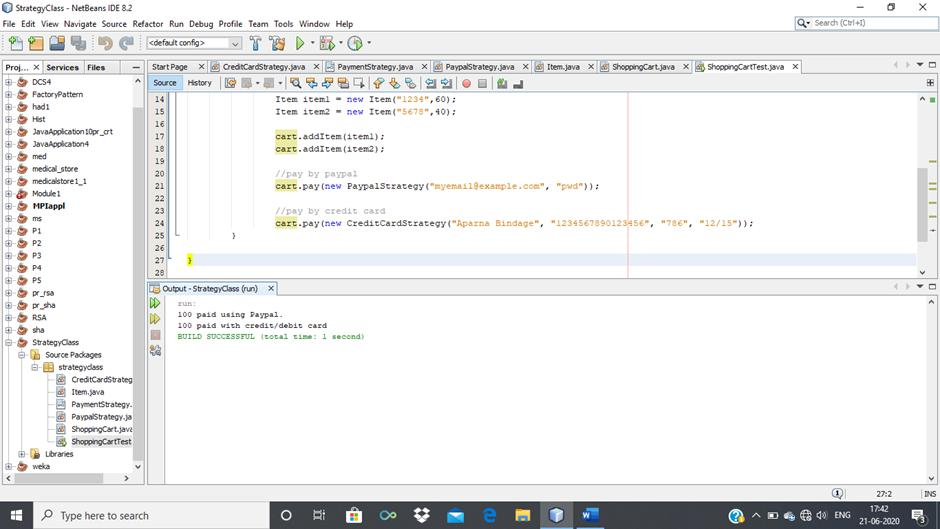 StrategyClass - NetBeans IDE 8.2
File Edit View Navigate Source Refactor Run Debug Profile Team Tools Window Help
Search (Ctrl+I)
<default config>
Proj... Services Files
Start Page CreditCardStrategy.java PaymentStrategy.java PaypalStrategy.java Item.java ShoppingCart.java ShoppingCartTest.java
Source History
DCS4
FactoryPattern
had1
Hist
JavaApplication10pr_crt
JavaApplication4
med
medical_store
medicalstore1_1
Module1
MPIappl
ms
P1
P2
P3
P4
P5
pr_rsa
pr_sha
RSA
sha
StrategyClass
Source Packages
strategyclass
CreditCardStrateg
Item.java
PaymentStrategy.
PaypalStrategy.ja
ShoppingCart.java
ShoppingCartTest
Libraries
weka
14 Item item1 = new Item("1234",60);
15 Item item2 = new Item("5678",40);
16
17 cart.addItem(item1);
18 cart.addItem(item2);
19
20 //pay by paypal
21 cart.pay(new PaypalStrategy("myemail@example.com", "pwd"));
22
23 //pay by credit card
24 cart.pay(new CreditCardStrategy("Aparna Bindage", "1234567890123456", "786", "12/15"));
25 }
26
27 }
28
Output - StrategyClass (run)
run:
100 paid using Paypal.
100 paid with credit/debit card
BUILD SUCCESSFUL (total time: 1 second)
1 27:2 INS
Type here to search
ENG
17:42
21-06-2020
3